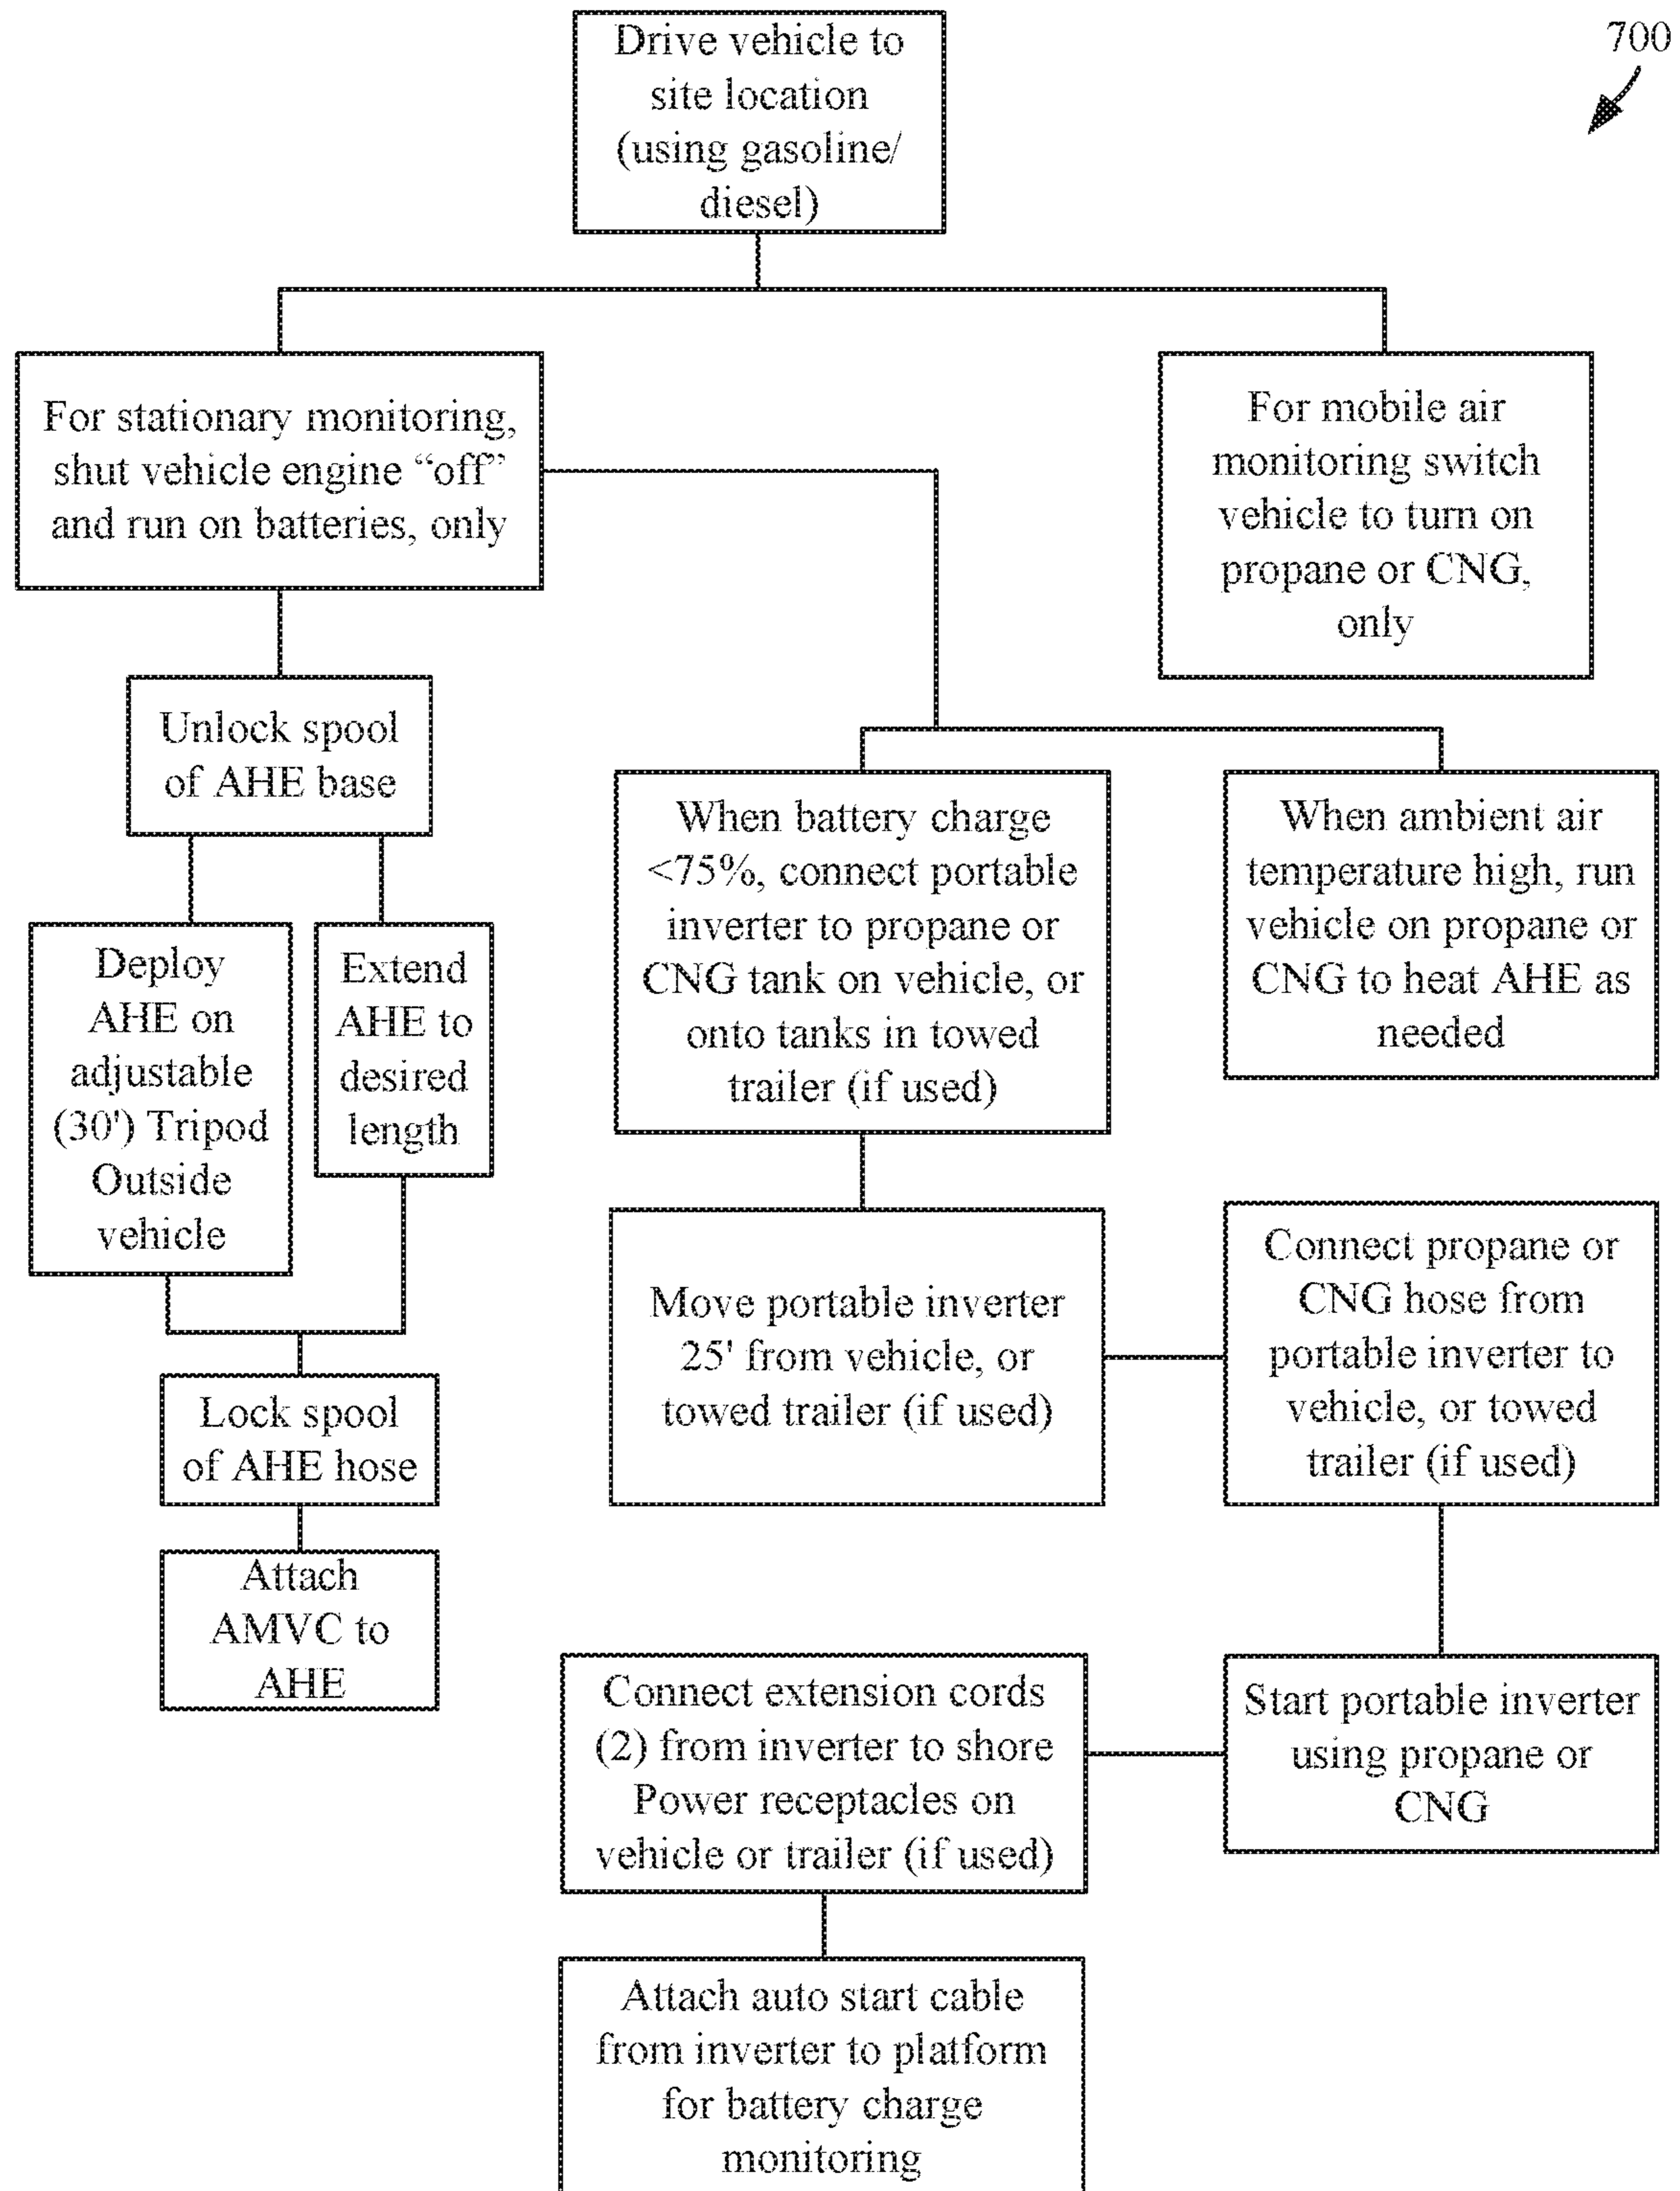 700
Drive vehicle to
site location
(using gasoline/
diesel)
For stationary monitoring,
shut vehicle engine “off”
and run on batteries, only
For mobile air
monitoring switch
vehicle to turn on
propane or CNG,
only
Unlock spool
of AHE base
Deploy
AHE on
adjustable
(30') Tripod
Outside
vehicle
Extend
AHE to
desired
length
Lock spool
of AHE hose
Attach
AMVC to
AHE
When battery charge
<75%, connect portable
inverter to propane or
CNG tank on vehicle, or
onto tanks in towed
trailer (if used)
When ambient air
temperature high, run
vehicle on propane or
CNG to heat AHE as
needed
Move portable inverter
25' from vehicle, or
towed trailer (if used)
Connect propane or
CNG hose from
portable inverter to
vehicle, or towed
trailer (if used)
Start portable inverter
using propane or
CNG
Connect extension cords
(2) from inverter to shore
Power receptacles on
vehicle or trailer (if used)
Attach auto start cable
from inverter to platform
for battery charge
monitoring